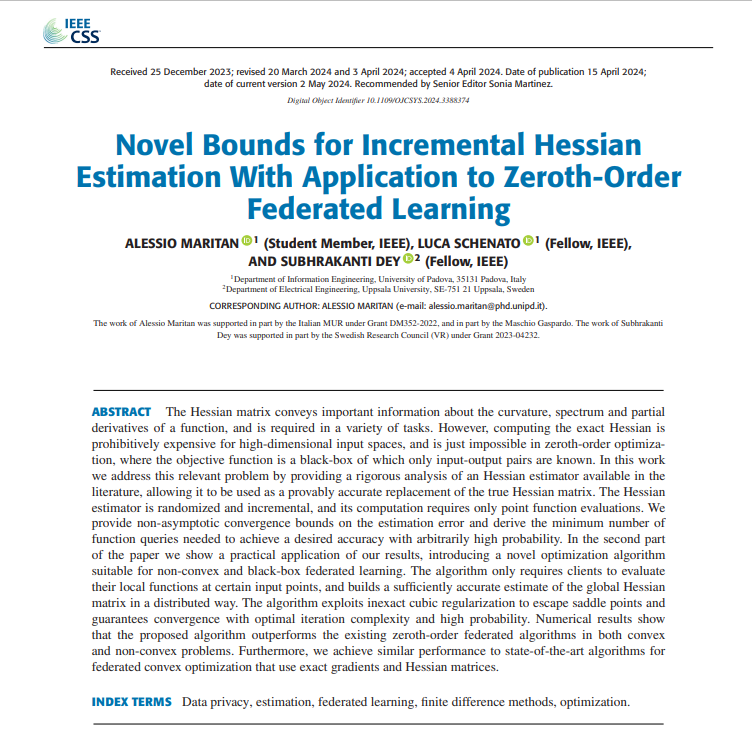 IEEE
CSS
Received 25 December 2023; revised 20 March 2024 and 3 April 2024; accepted 4 April 2024. Date of publication 15 April 2024;
date of current version 2 May 2024. Recommended by Senior Editor Sonia Martinez.
Digital Object Identifier 10.1109/OJCSYS.2024.3388374
Novel Bounds for Incremental Hessian
Estimation With Application to Zeroth-Order
Federated Learning
ALESSIO MARITAN iD 1 (Student Member, IEEE), LUCA SCHENATO iD 1 (Fellow, IEEE),
AND SUBHRAKANTI DEY iD 2 (Fellow, IEEE)
1Department of Information Engineering, University of Padova, 35131 Padova, Italy
2Department of Electrical Engineering, Uppsala University, SE-751 21 Uppsala, Sweden
CORRESPONDING AUTHOR: ALESSIO MARITAN (e-mail: alessio.maritan@phd.unipd.it).
The work of Alessio Maritan was supported in part by the Italian MUR under Grant DM352-2022, and in part by the Maschio Gaspardo. The work of Subhrakanti
Dey was supported in part by the Swedish Research Council (VR) under Grant 2023-04232.
ABSTRACT The Hessian matrix conveys important information about the curvature, spectrum and partial
derivatives of a function, and is required in a variety of tasks. However, computing the exact Hessian is
prohibitively expensive for high-dimensional input spaces, and is just impossible in zeroth-order optimiza-
tion, where the objective function is a black-box of which only input-output pairs are known. In this work
we address this relevant problem by providing a rigorous analysis of an Hessian estimator available in the
literature, allowing it to be used as a provably accurate replacement of the true Hessian matrix. The Hessian
estimator is randomized and incremental, and its computation requires only point function evaluations. We
provide non-asymptotic convergence bounds on the estimation error and derive the minimum number of
function queries needed to achieve a desired accuracy with arbitrarily high probability. In the second part
of the paper we show a practical application of our results, introducing a novel optimization algorithm
suitable for non-convex and black-box federated learning. The algorithm only requires clients to evaluate
their local functions at certain input points, and builds a sufficiently accurate estimate of the global Hessian
matrix in a distributed way. The algorithm exploits inexact cubic regularization to escape saddle points and
guarantees convergence with optimal iteration complexity and high probability. Numerical results show
that the proposed algorithm outperforms the existing zeroth-order federated algorithms in both convex
and non-convex problems. Furthermore, we achieve similar performance to state-of-the-art algorithms for
federated convex optimization that use exact gradients and Hessian matrices.
INDEX TERMS Data privacy, estimation, federated learning, finite difference methods, optimization.